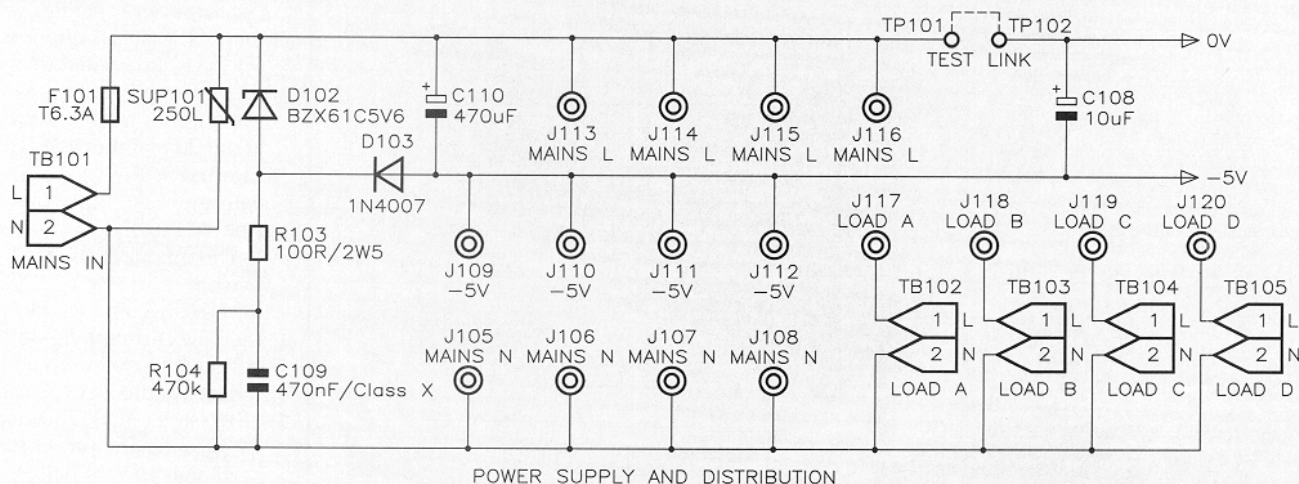 TP101 TP102
0V
TEST LINK
F101
T6.3A
SUP101
250L
D102
BZX61C5V6
+
C110
470uF
+
C108
10uF
J113
MAINS L
J114
MAINS L
J115
MAINS L
J116
MAINS L
D103
1N4007
-5V
TB101
L 1
N 2
MAINS IN
R103
100R/2W5
J109
-5V
J110
-5V
J111
-5V
J112
-5V
J117
LOAD A
J118
LOAD B
J119
LOAD C
J120
LOAD D
TB102
1 L
2 N
LOAD A
TB103
1 L
2 N
LOAD B
TB104
1 L
2 N
LOAD C
TB105
1 L
2 N
LOAD D
J105
MAINS N
J106
MAINS N
J107
MAINS N
J108
MAINS N
R104
470k
C109
470nF/Class X
POWER SUPPLY AND DISTRIBUTION